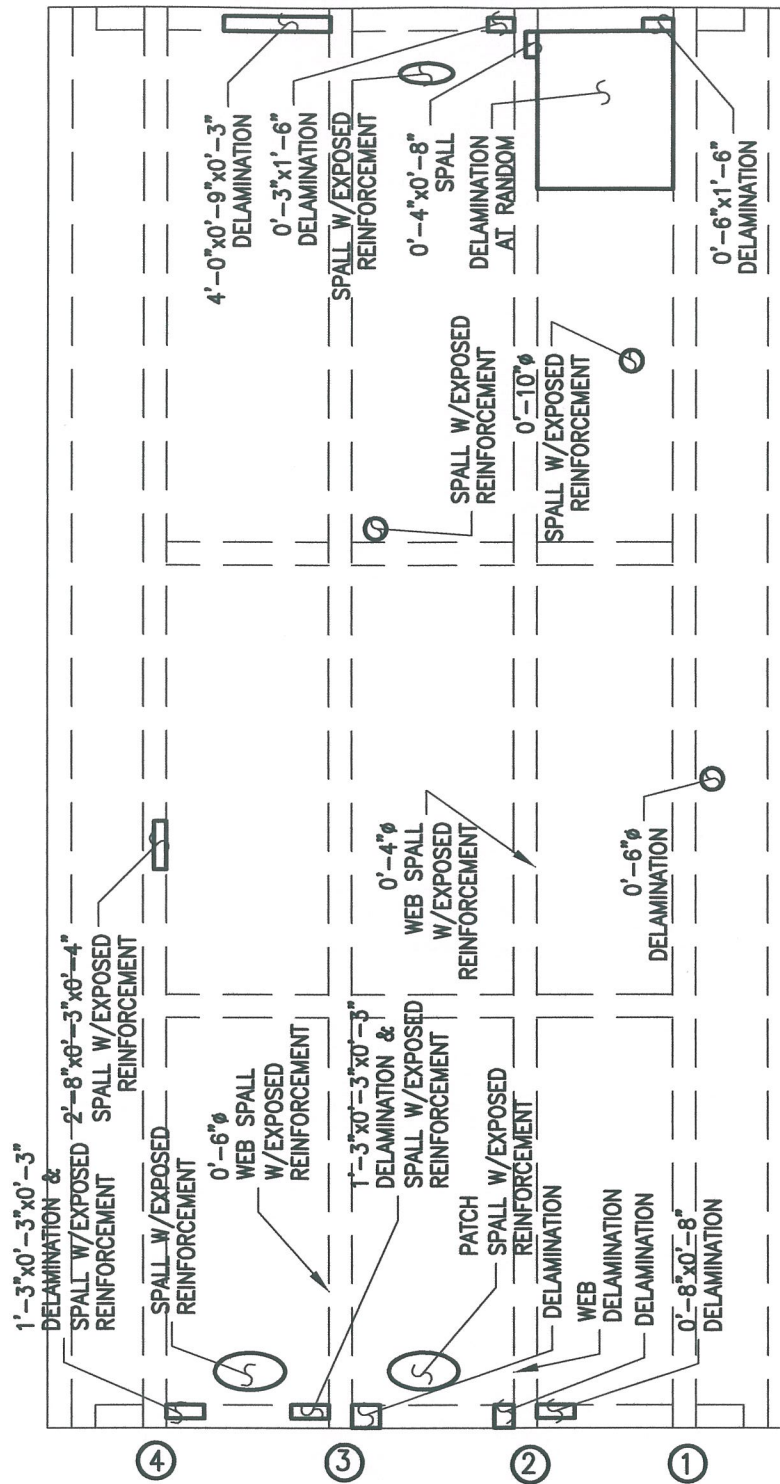 1'-3"x0'-3"x0'-3"
DELAMINATION &
SPALL W/EXPOSED
REINFORCEMENT
2'-8"x0'-3"x0'-4"
SPALL W/EXPOSED
REINFORCEMENT
4'-0"x0'-9"x0'-3"
DELAMINATION
0'-3"x1'-6"
DELAMINATION
SPALL W/EXPOSED
REINFORCEMENT
0'-4"x0'-8"
SPALL
DELAMINATION
AT RANDOM
0'-6"x1'-6"
DELAMINATION
SPALL W/EXPOSED
REINFORCEMENT
0'-6"ø
WEB SPALL
W/EXPOSED
REINFORCEMENT
1'-3"x0'-3"x0'-3"
DELAMINATION &
SPALL W/EXPOSED
REINFORCEMENT
0'-4"ø
WEB SPALL
W/EXPOSED
REINFORCEMENT
SPALL W/EXPOSED
REINFORCEMENT
0'-10"ø
SPALL W/EXPOSED
REINFORCEMENT
PATCH
SPALL W/EXPOSED
REINFORCEMENT
DELAMINATION
WEB
DELAMINATION
DELAMINATION
0'-8"x0'-8"
DELAMINATION
0'-6"ø
DELAMINATION
4
3
2
1